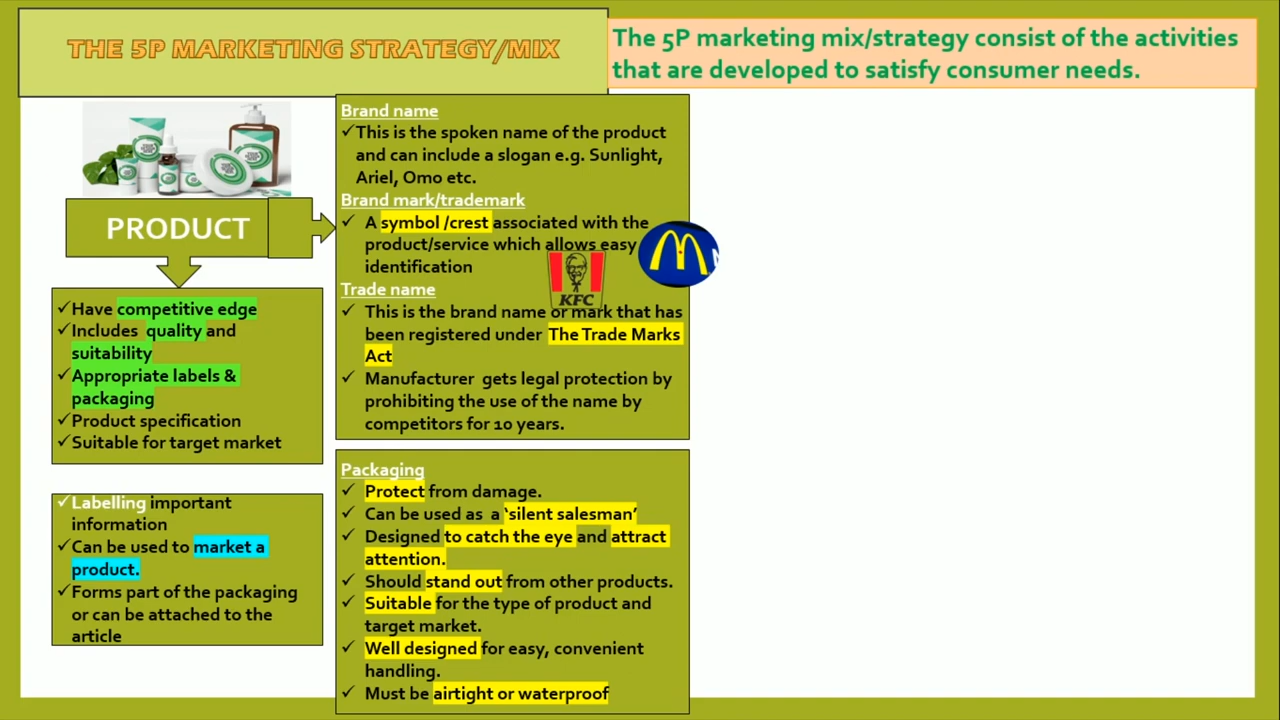 THE 5P MARKETING STRATEGY/MIX
The 5P marketing mix/strategy consist of the activities
that are developed to satisfy consumer needs.
PRODUCT
✓Have competitive edge
✓Includes quality and
suitability
✓Appropriate labels &
packaging
✓Product specification
✓Suitable for target market
✓Labelling important
information
✓Can be used to market a
product.
✓Forms part of the packaging
or can be attached to the
article
Brand name
✓This is the spoken name of the product
and can include a slogan e.g. Sunlight,
Ariel, Omo etc.
Brand mark/trademark
✓ A symbol /crest associated with the
product/service which allows easy
identification
M
KFC
Trade name
✓ This is the brand name or mark that has
been registered under The Trade Marks
Act
✓ Manufacturer gets legal protection by
prohibiting the use of the name by
competitors for 10 years.
Packaging
✓ Protect from damage.
✓ Can be used as a ‘silent salesman’
✓ Designed to catch the eye and attract
attention.
✓ Should stand out from other products.
✓ Suitable for the type of product and
target market.
✓ Well designed for easy, convenient
handling.
✓ Must be airtight or waterproof